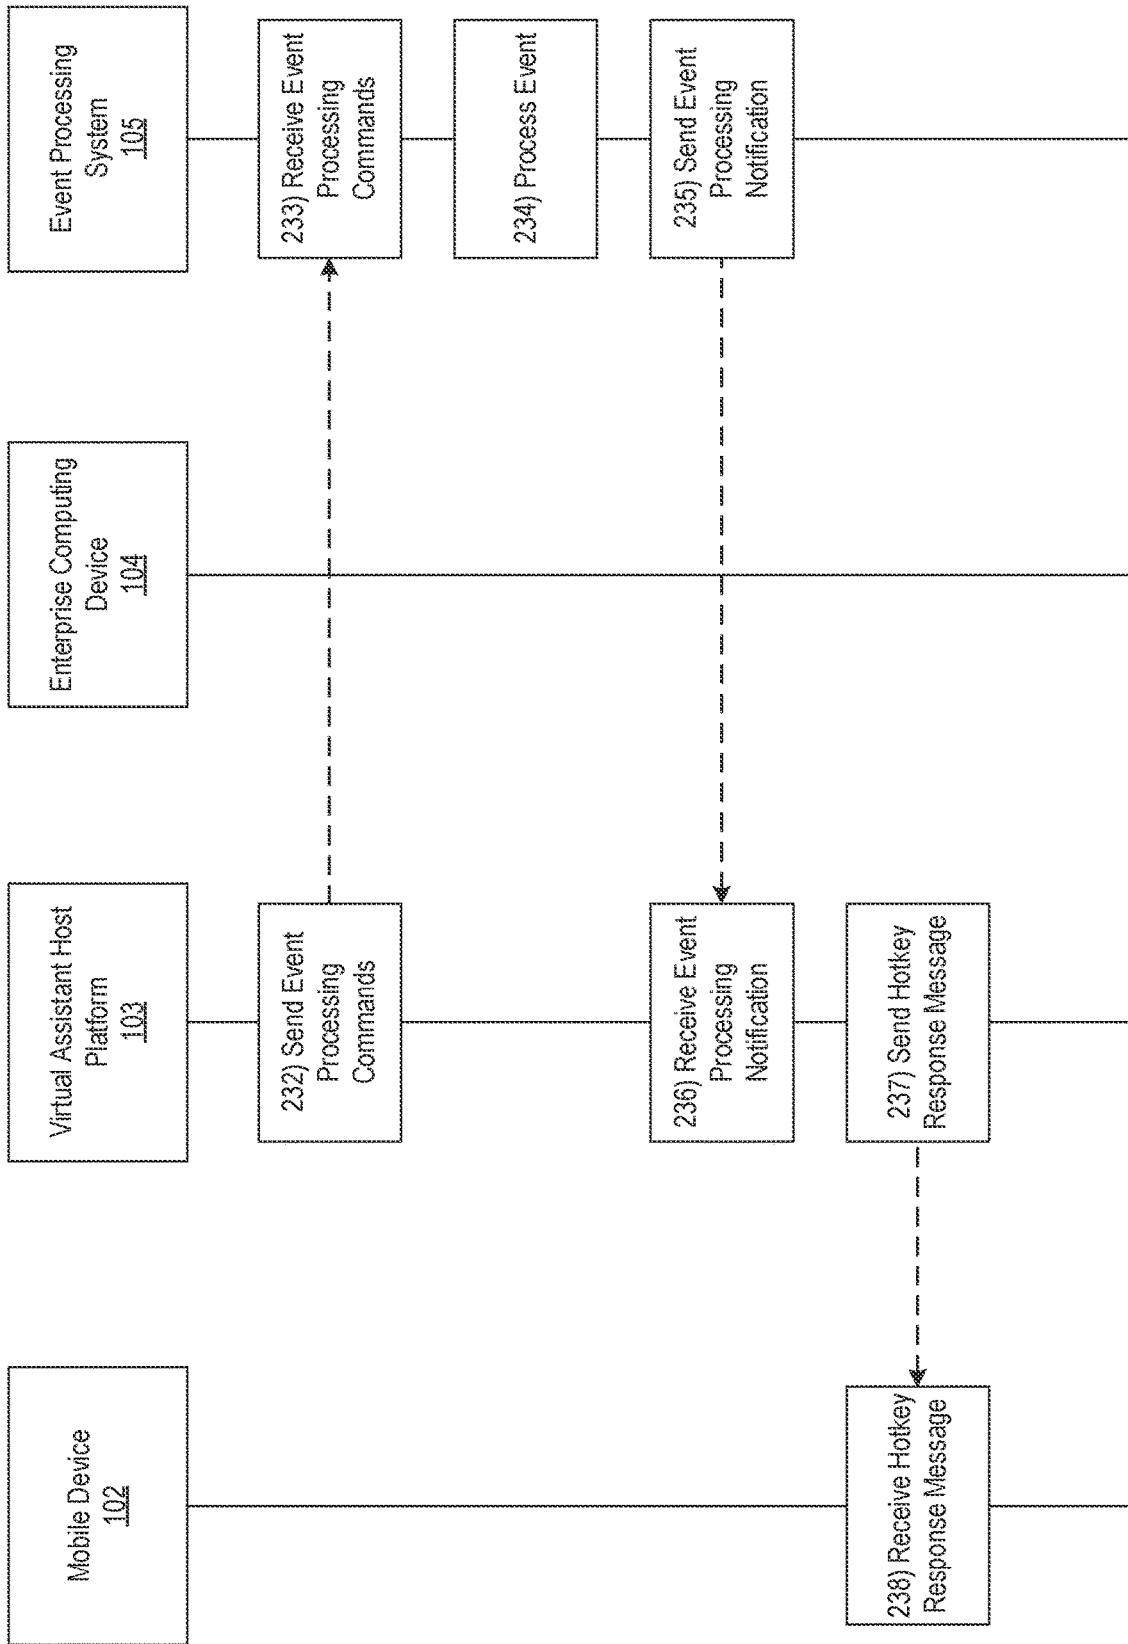 Mobile Device
102
Virtual Assistant Host
Platform
103
Enterprise Computing
Device
104
Event Processing
System
105
232) Send Event
Processing
Commands
233) Receive Event
Processing
Commands
234) Process Event
236) Receive Event
Processing
Notification
235) Send Event
Processing
Notification
238) Receive Hotkey
Response Message
237) Send Hotkey
Response Message